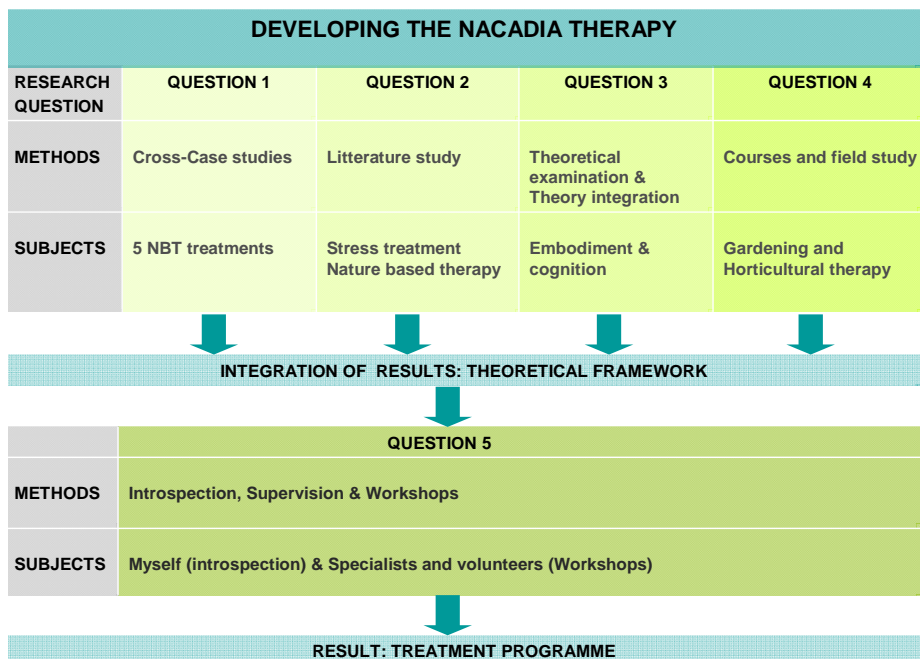 DEVELOPING THE NACADIA THERAPY
RESEARCH QUESTION
QUESTION 1
QUESTION 2
QUESTION 3
QUESTION 4
METHODS
Cross-Case studies
Litterature study
Theoretical
examination &
Theory integration
Courses and field study
SUBJECTS
5 NBT treatments
Stress treatment
Nature based therapy
Embodiment &
cognition
Gardening and
Horticultural therapy
INTEGRATION OF RESULTS: THEORETICAL FRAMEWORK
QUESTION 5
METHODS
Introspection, Supervision & Workshops
SUBJECTS
Myself (introspection) & Specialists and volunteers (Workshops)
RESULT: TREATMENT PROGRAMME